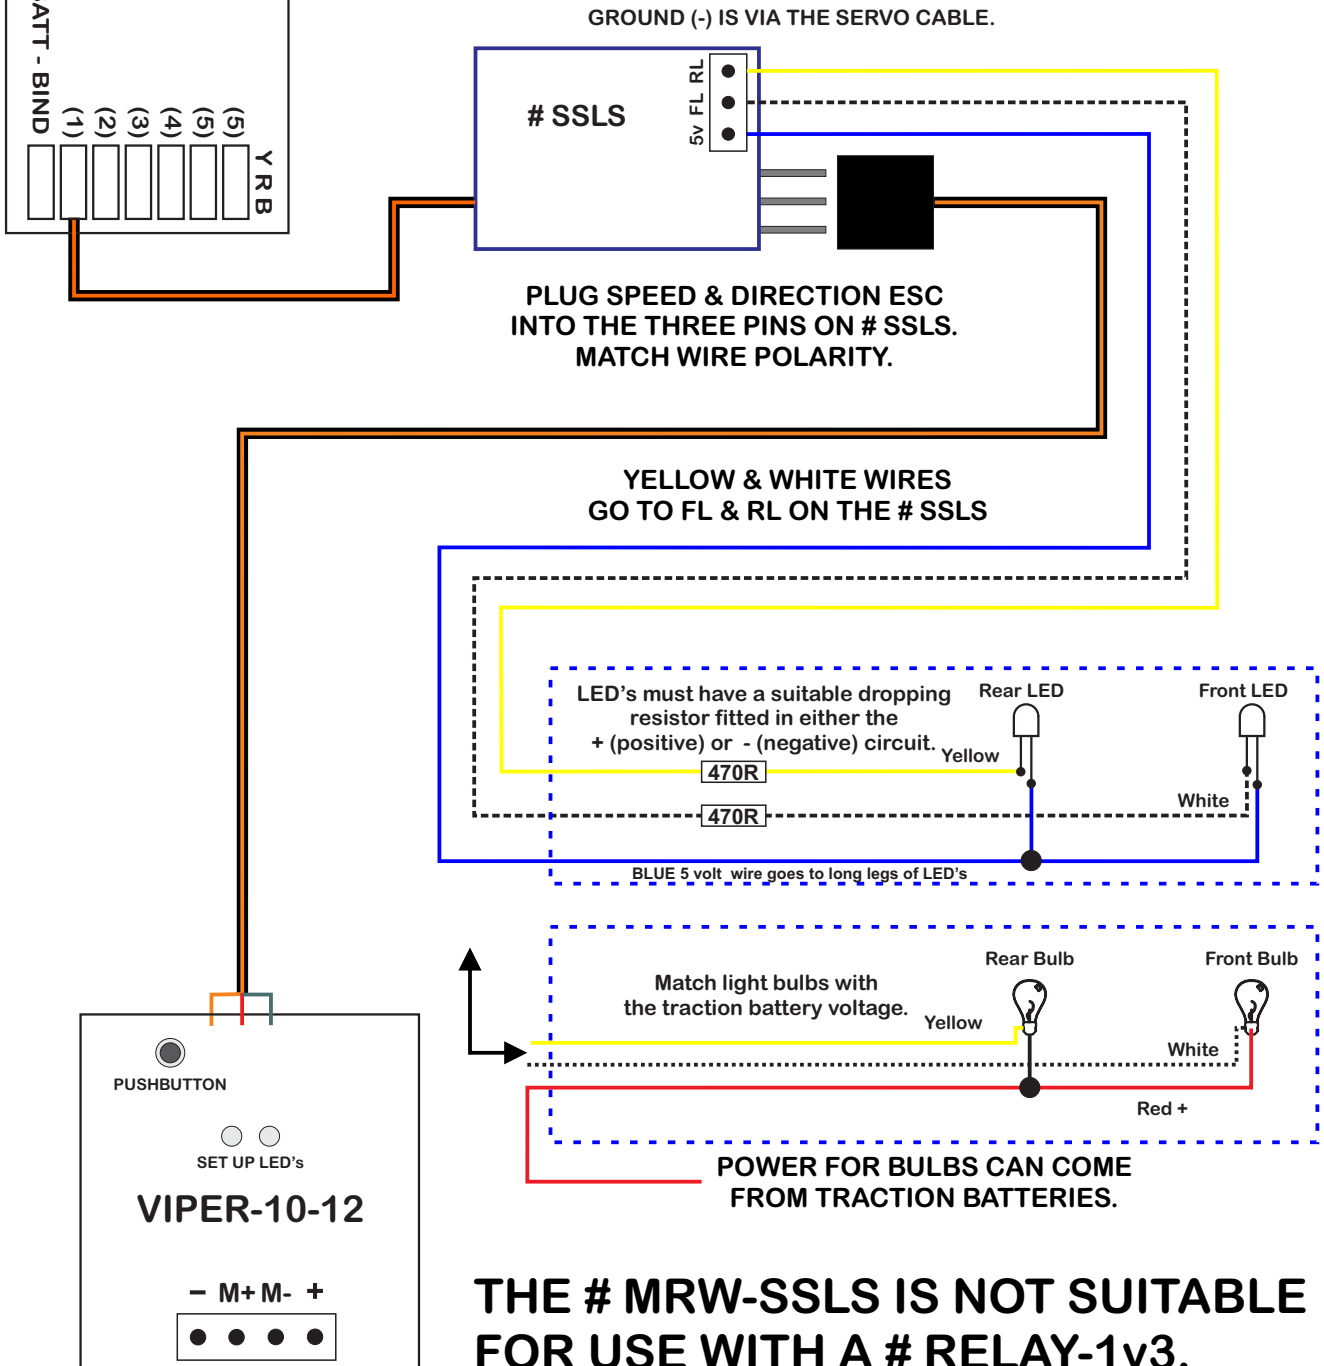 GROUND (-) IS VIA THE SERVO CABLE.
ATT - BIND
(1) (2) (3) (4) (5) (5)
Y R B
# SSLS
5v FL RL
PLUG SPEED & DIRECTION ESC
INTO THE THREE PINS ON # SSLS.
MATCH WIRE POLARITY.
YELLOW & WHITE WIRES
GO TO FL & RL ON THE # SSLS
LED's must have a suitable dropping
resistor fitted in either the
+ (positive) or - (negative) circuit.
Rear LED
Front LED
Yellow
470R
White
470R
BLUE 5 volt wire goes to long legs of LED's
Match light bulbs with
the traction battery voltage.
Rear Bulb
Front Bulb
Yellow
White
Red +
POWER FOR BULBS CAN COME
FROM TRACTION BATTERIES.
PUSHBUTTON
SET UP LED's
VIPER-10-12
– M+ M- +
THE # MRW-SSLS IS NOT SUITABLE
FOR USE WITH A # RELAY-1v3.